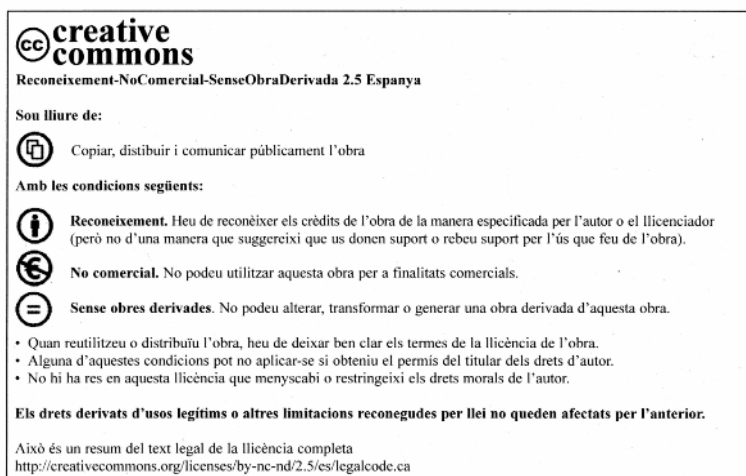 cc creative
commons
Reconeixement-NoComercial-SenseObraDerivada 2.5 Espanya
Sou lliure de:
Copiar, distibuir i comunicar públicament l'obra
Amb les condicions següents:
Reconeixement. Heu de reconèixer els crèdits de l'obra de la manera especificada per l'autor o el llicenciador
(però no d'una manera que suggereixi que us donen suport o rebeu suport per l'ús que feu de l'obra).
No comercial. No podeu utilitzar aquesta obra per a finalitats comercials.
Sense obres derivades. No podeu alterar, transformar o generar una obra derivada d'aquesta obra.
• Quan reutilitzeu o distribuïu l'obra, heu de deixar ben clar els termes de la llicència de l'obra.
• Alguna d'aquestes condicions pot no aplicar-se si obteniu el permís del titular dels drets d'autor.
• No hi ha res en aquesta llicència que menyscabi o restringeixi els drets morals de l'autor.
Els drets derivats d'usos legítims o altres limitacions reconegudes per llei no queden afectats per l'anterior.
Això és un resum del text legal de la llicència completa
http://creativecommons.org/licenses/by-nc-nd/2.5/es/legalcode.ca